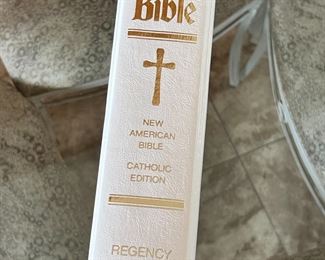 Bible
NEW
AMERICAN
BIBLE
CATHOLIC
EDITION
REGENCY